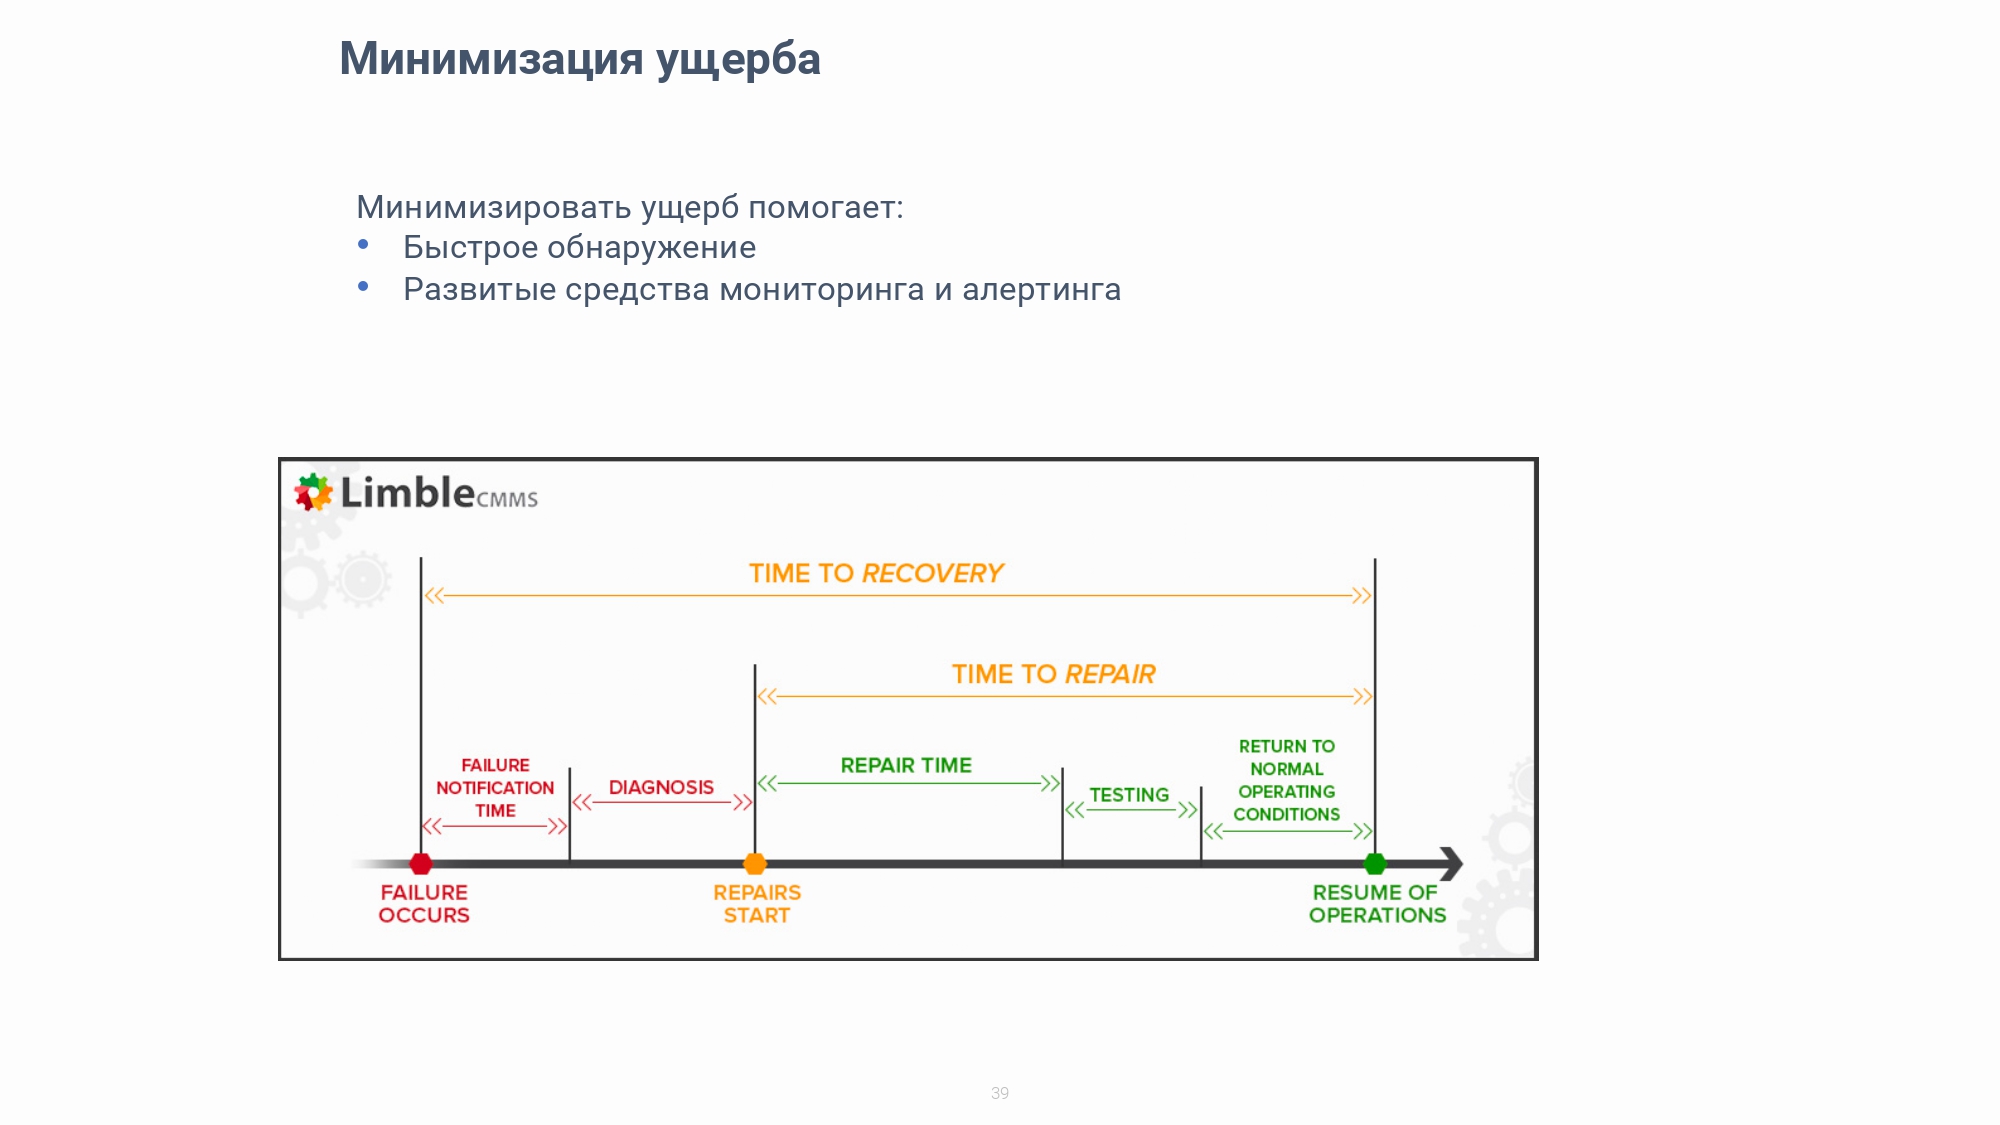 Минимизация ущерба
Минимизировать ущерб помогает:
• Быстрое обнаружение
• Развитые средства мониторинга и алертинга
LimbleCMMS
TIME TO RECOVERY
TIME TO REPAIR
FAILURE
NOTIFICATION
TIME
DIAGNOSIS
REPAIR TIME
TESTING
RETURN TO
NORMAL
OPERATING
CONDITIONS
FAILURE
OCCURS
REPAIRS
START
RESUME OF
OPERATIONS
39